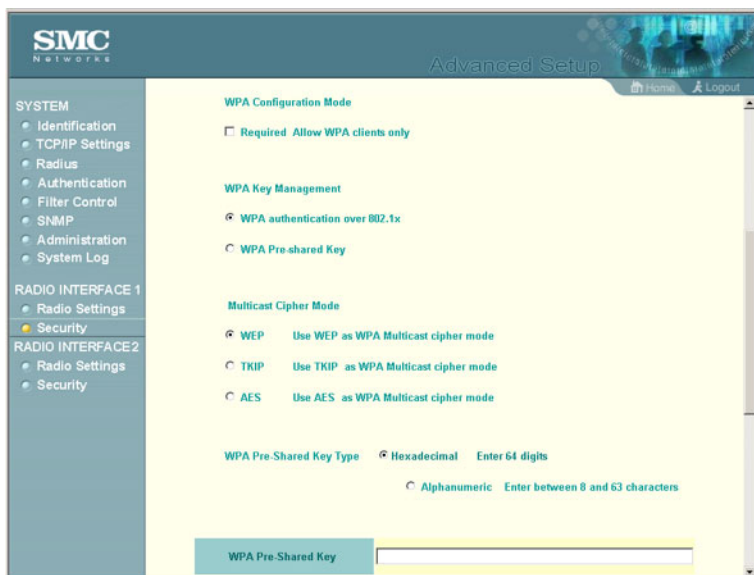 SMC
Networks
Advanced Setup
Home Logout
SYSTEM
Identification
TCP/IP Settings
Radius
Authentication
Filter Control
SNMP
Administration
System Log
RADIO INTERFACE 1
Radio Settings
Security
RADIO INTERFACE2
Radio Settings
Security
WPA Configuration Mode
Required Allow WPA clients only
WPA Key Management
WPA authentication over 802.1x
WPA Pre-shared Key
Multicast Cipher Mode
WEP Use WEP as WPA Multicast cipher mode
TKIP Use TKIP as WPA Multicast cipher mode
AES Use AES as WPA Multicast cipher mode
WPA Pre-Shared Key Type Hexadecimal Enter 64 digits
Alphanumeric Enter between 8 and 63 characters
WPA Pre-Shared Key